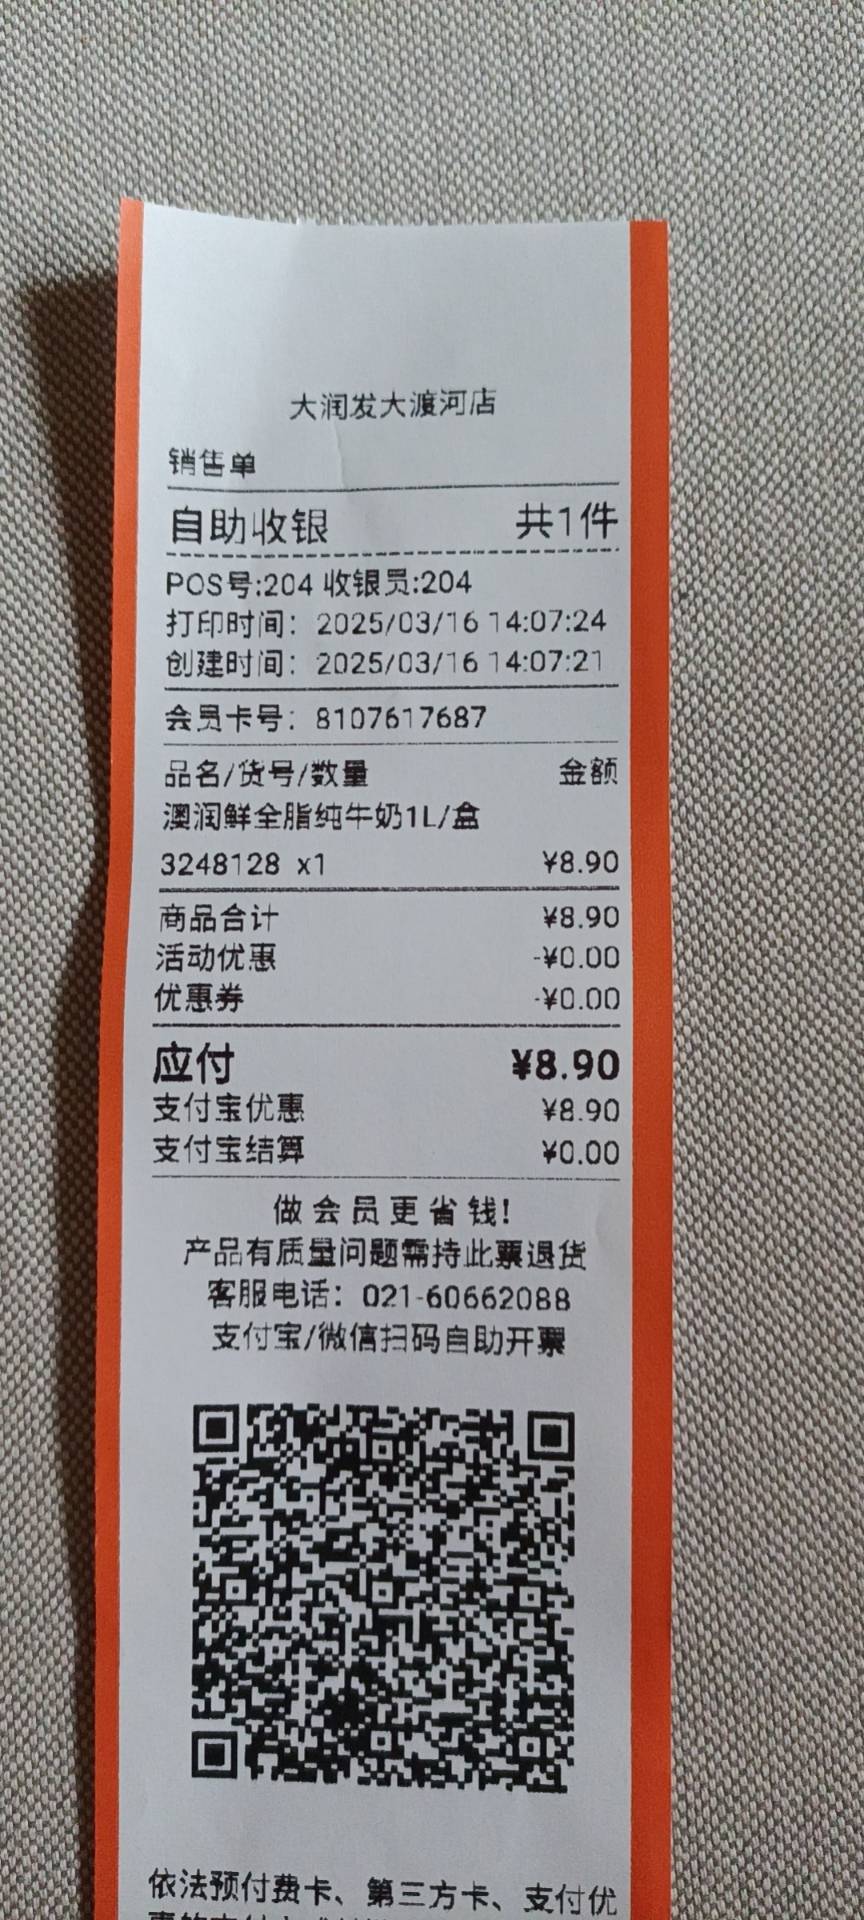 大润发大渡河店
销售单
自助收银 共1件
POS号:204 收银员:204
打印时间：2025/03/16 14:07:24
创建时间：2025/03/16 14:07:21
会员卡号：8107617687
品名/货号/数量 金额
澳润鲜全脂纯牛奶1L/盒
3248128 x1 ¥8.90
商品合计 ¥8.90
活动优惠 -¥0.00
优惠券 -¥0.00
应付 ¥8.90
支付宝优惠 ¥8.90
支付宝结算 ¥0.00
做会员更省钱!
产品有质量问题需持此票退货
客服电话：021-60662088
支付宝/微信扫码自助开票
依法预付费卡、第三方卡、支付优